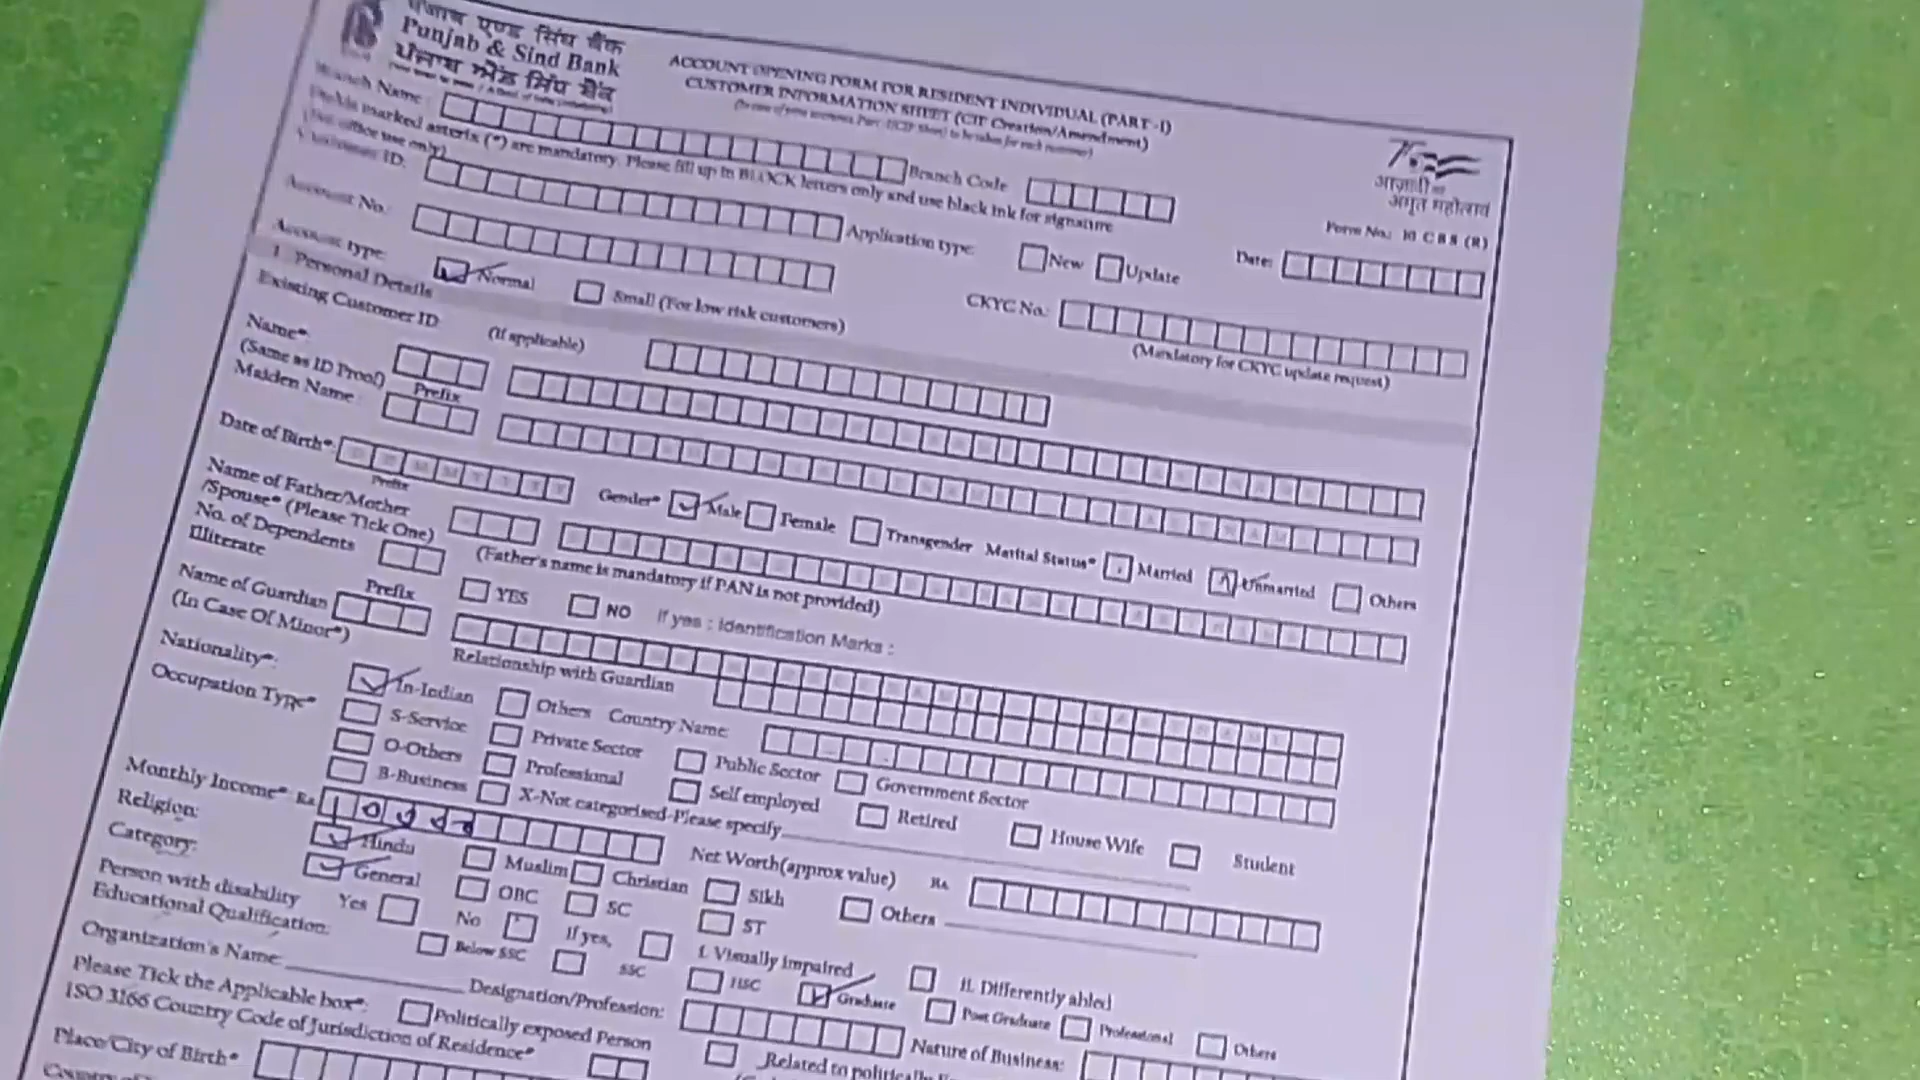 पंजाब एण्ड सिंध बैंक
Punjab & Sind Bank
ਪੰਜਾਬ ਐਂਡ ਸਿੰਧ ਬੈਂਕ
ACCOUNT OPENING FORM FOR RESIDENT INDIVIDUAL (PART-I)
CUSTOMER INFORMATION SHEET (CIF Creation/Amendment)
आज़ादी का
अमृत महोत्सव
Branch Name: Branch Code
Fields marked asterix (*) are mandatory. Please fill up in BLOCK letters only and use black ink for signature
Form No.: 10 CBS (R)
(For office use only)
Customer ID: Application type: New Update Date:
Account No.: CKYC No.:
(Mandatory for CKYC update request)
Account type: Normal Small (For low risk customers)
1. Personal Details
Existing Customer ID (If applicable)
Name*:
(Same as ID Proof) Prefix
Maiden Name:
Date of Birth*: D D M M Y Y Y Y Gender* Male Female Transgender Marital Status* Married Unmarried Others
Prefix
Name of Father/Mother
/Spouse* (Please Tick One)
(Father's name is mandatory if PAN is not provided)
No. of Dependents
Illiterate YES NO If yes : Identification Marks :
Prefix
Name of Guardian
(In Case Of Minor*) Relationship with Guardian
Nationality*: In-Indian Others Country Name:
Occupation Type* S-Service Private Sector Public Sector Government Sector
O-Others Professional Self employed Retired House Wife Student
B-Business X-Not categorised-Please specify
Monthly Income*: Rs. Net Worth(approx value) Rs.
Religion: Hindu Muslim Christian Sikh Others
Category: General OBC SC ST
Person with disability Yes No If yes, i. Visually impaired ii. Differently abled
Educational Qualification: Below SSC SSC HSC Graduate Post Graduate Professional Others
Organization's Name: Designation/Profession: Nature of Business:
Please Tick the Applicable box*: Politically exposed Person Related to
ISO 3166 Country Code of Jurisdiction of Residence*
Place/City of Birth*